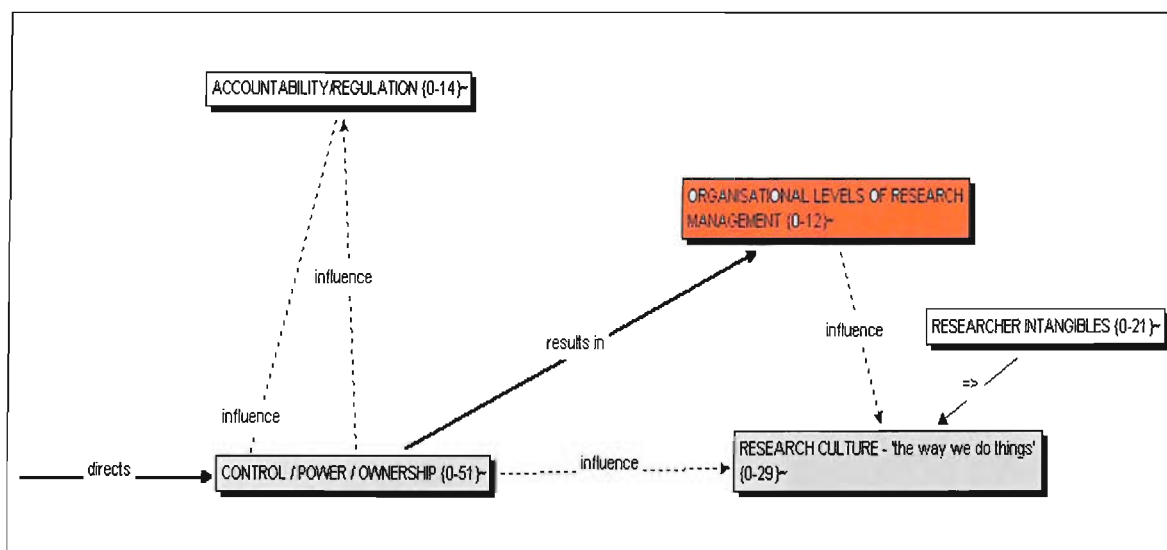 ACCOUNTABILITY/REGULATION {0-14}~
ORGANISATIONAL LEVELS OF RESEARCH
MANAGEMENT {0-12}~
influence
influence
RESEARCHER INTANGIBLES {0-21}~
results in
=>
influence
RESEARCH CULTURE - 'the way we do things'
{0-29}~
directs
CONTROL / POWER / OWNERSHIP {0-51}~
influence